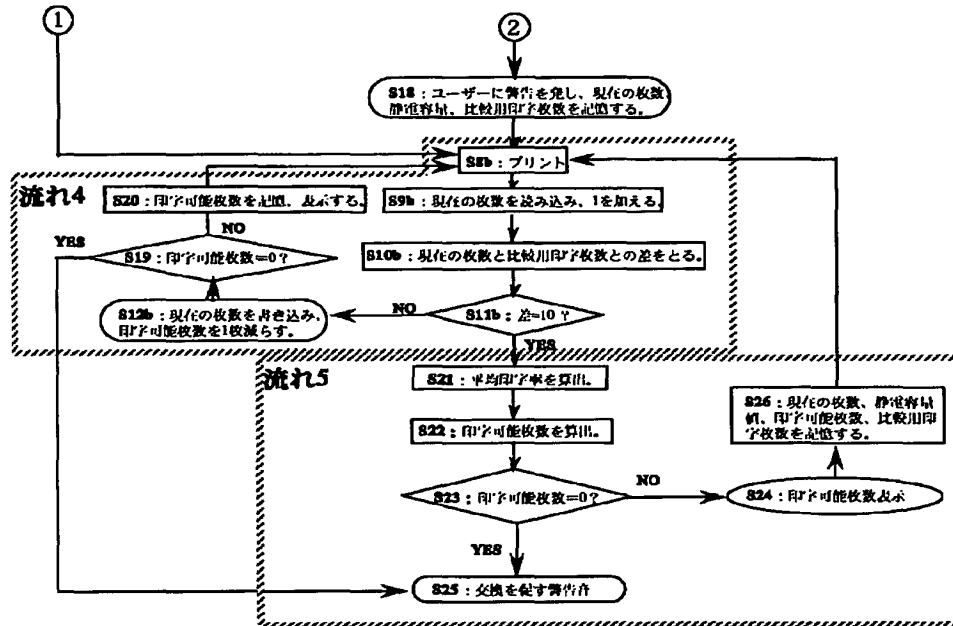 ①
②
S18：ユーザーに警告を発し、現在の枚数、
静電容量、比較用印字枚数を記憶する。
S8b：プリント
流れ4
S20：印字可能枚数を記憶、表示する。
S9b：現在の枚数を読み込み、1を加える。
YES
NO
S19：印字可能枚数=0？
S10b：現在の枚数と比較用印字枚数との差をとる。
S12b：現在の枚数を書き込み、
印字可能枚数を1枚減らす。
NO
S11b：差=10？
YES
流れ5
S21：平均印字率を算出。
S26：現在の枚数、静電容量
値、印字可能枚数、比較用印
字枚数を記憶する。
S22：印字可能枚数を算出。
S23：印字可能枚数=0？
NO
S24：印字可能枚数表示
YES
S25：交換を促す警告音